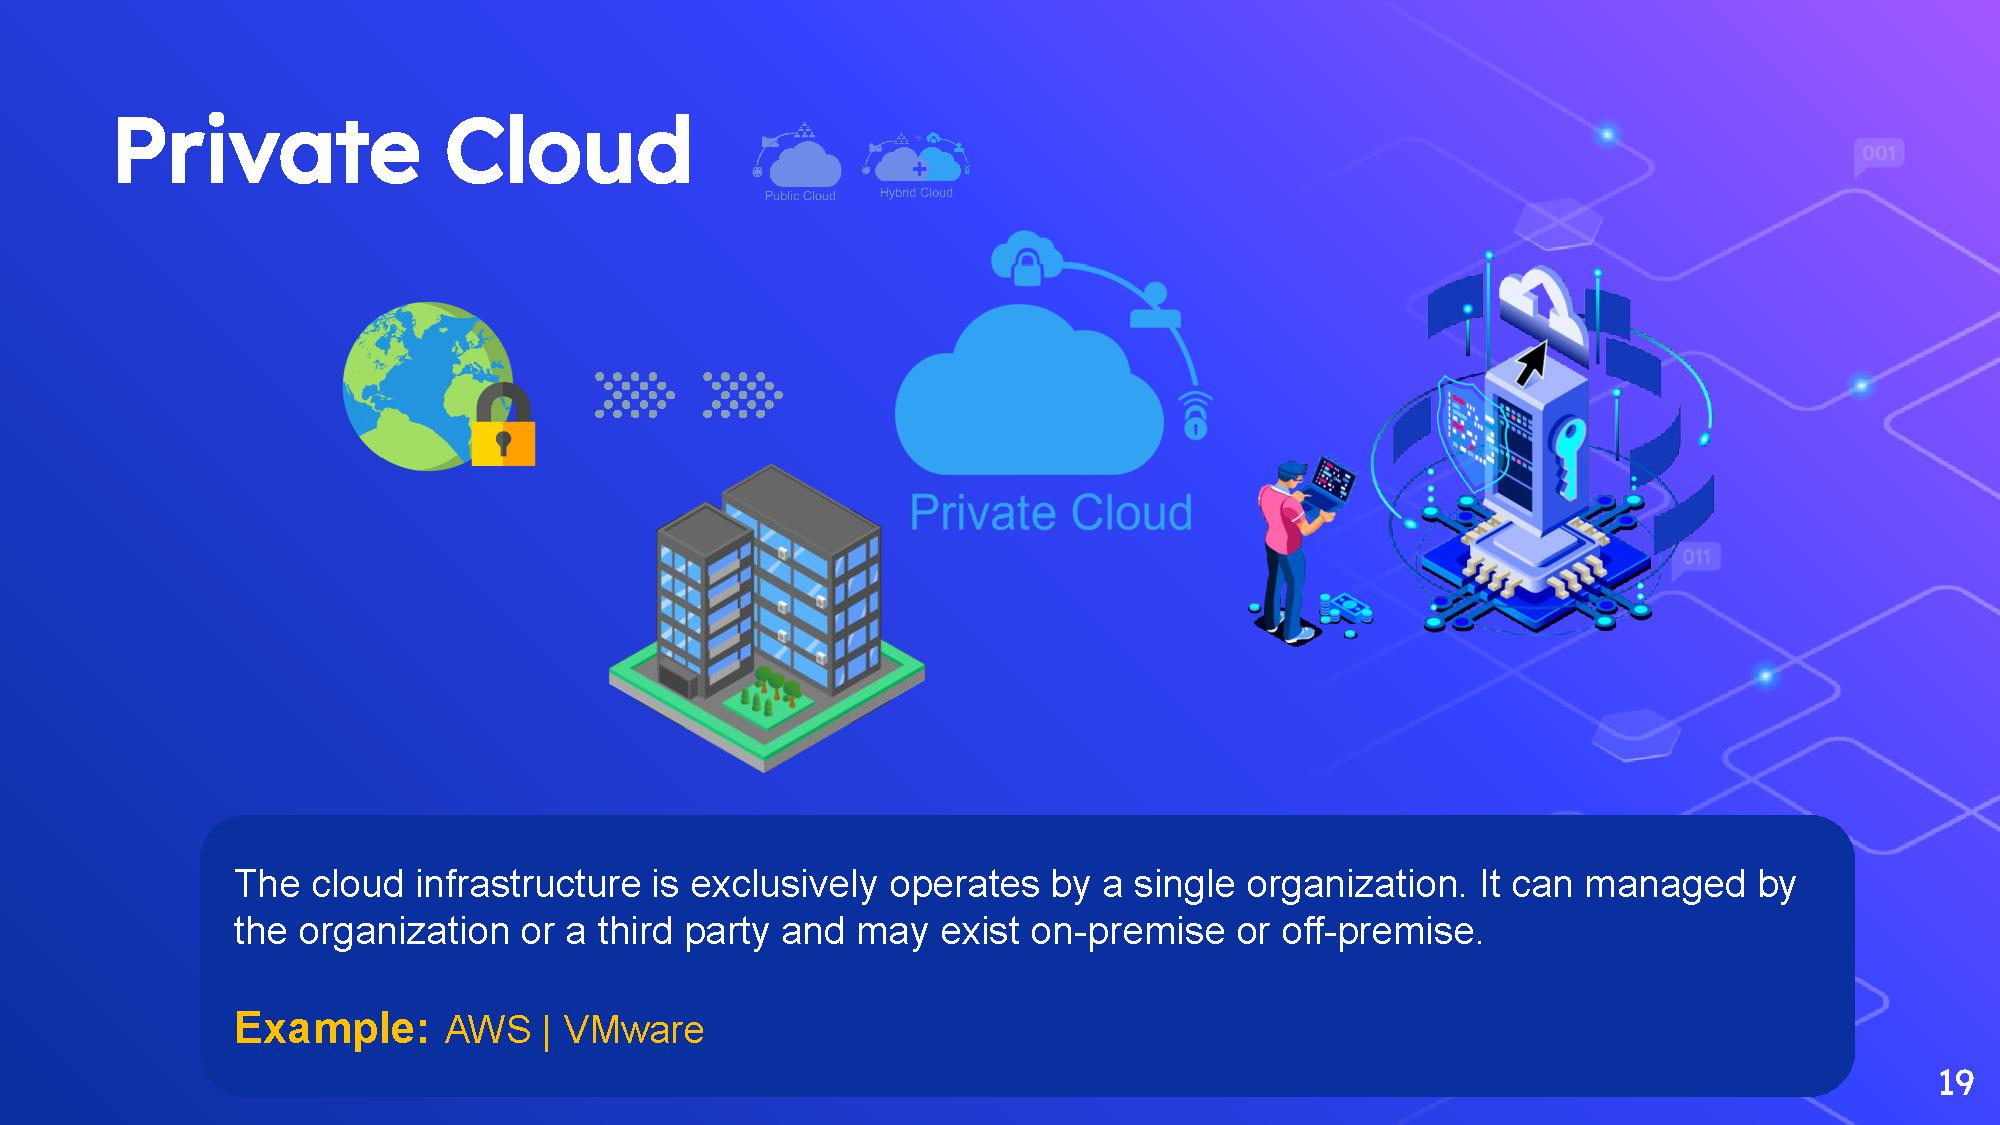 Private Cloud
Public Cloud
Hybrid Cloud
001
Private Cloud
011
The cloud infrastructure is exclusively operates by a single organization. It can managed by
the organization or a third party and may exist on-premise or off-premise.
Example: AWS | VMware
19